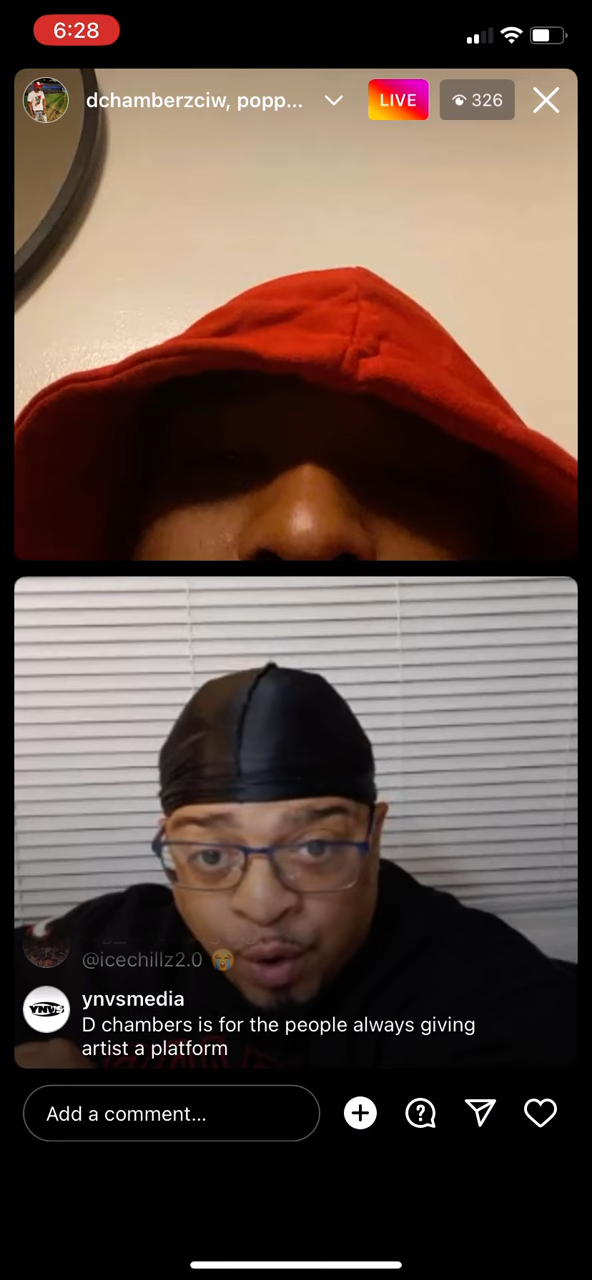 6:28
dchamberzciw, popp...
LIVE
326
@icechillz2.0 😭
YNVS
ynvsmedia
D chambers is for the people always giving
artist a platform
Add a comment...